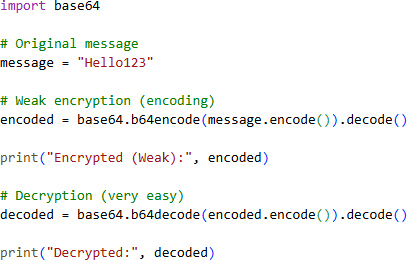 import base64
# Original message
message = "Hello123"
# Weak encryption (encoding)
encoded = base64.b64encode(message.encode()).decode()
print("Encrypted (Weak):", encoded)
# Decryption (very easy)
decoded = base64.b64decode(encoded.encode()).decode()
print("Decrypted:", decoded)